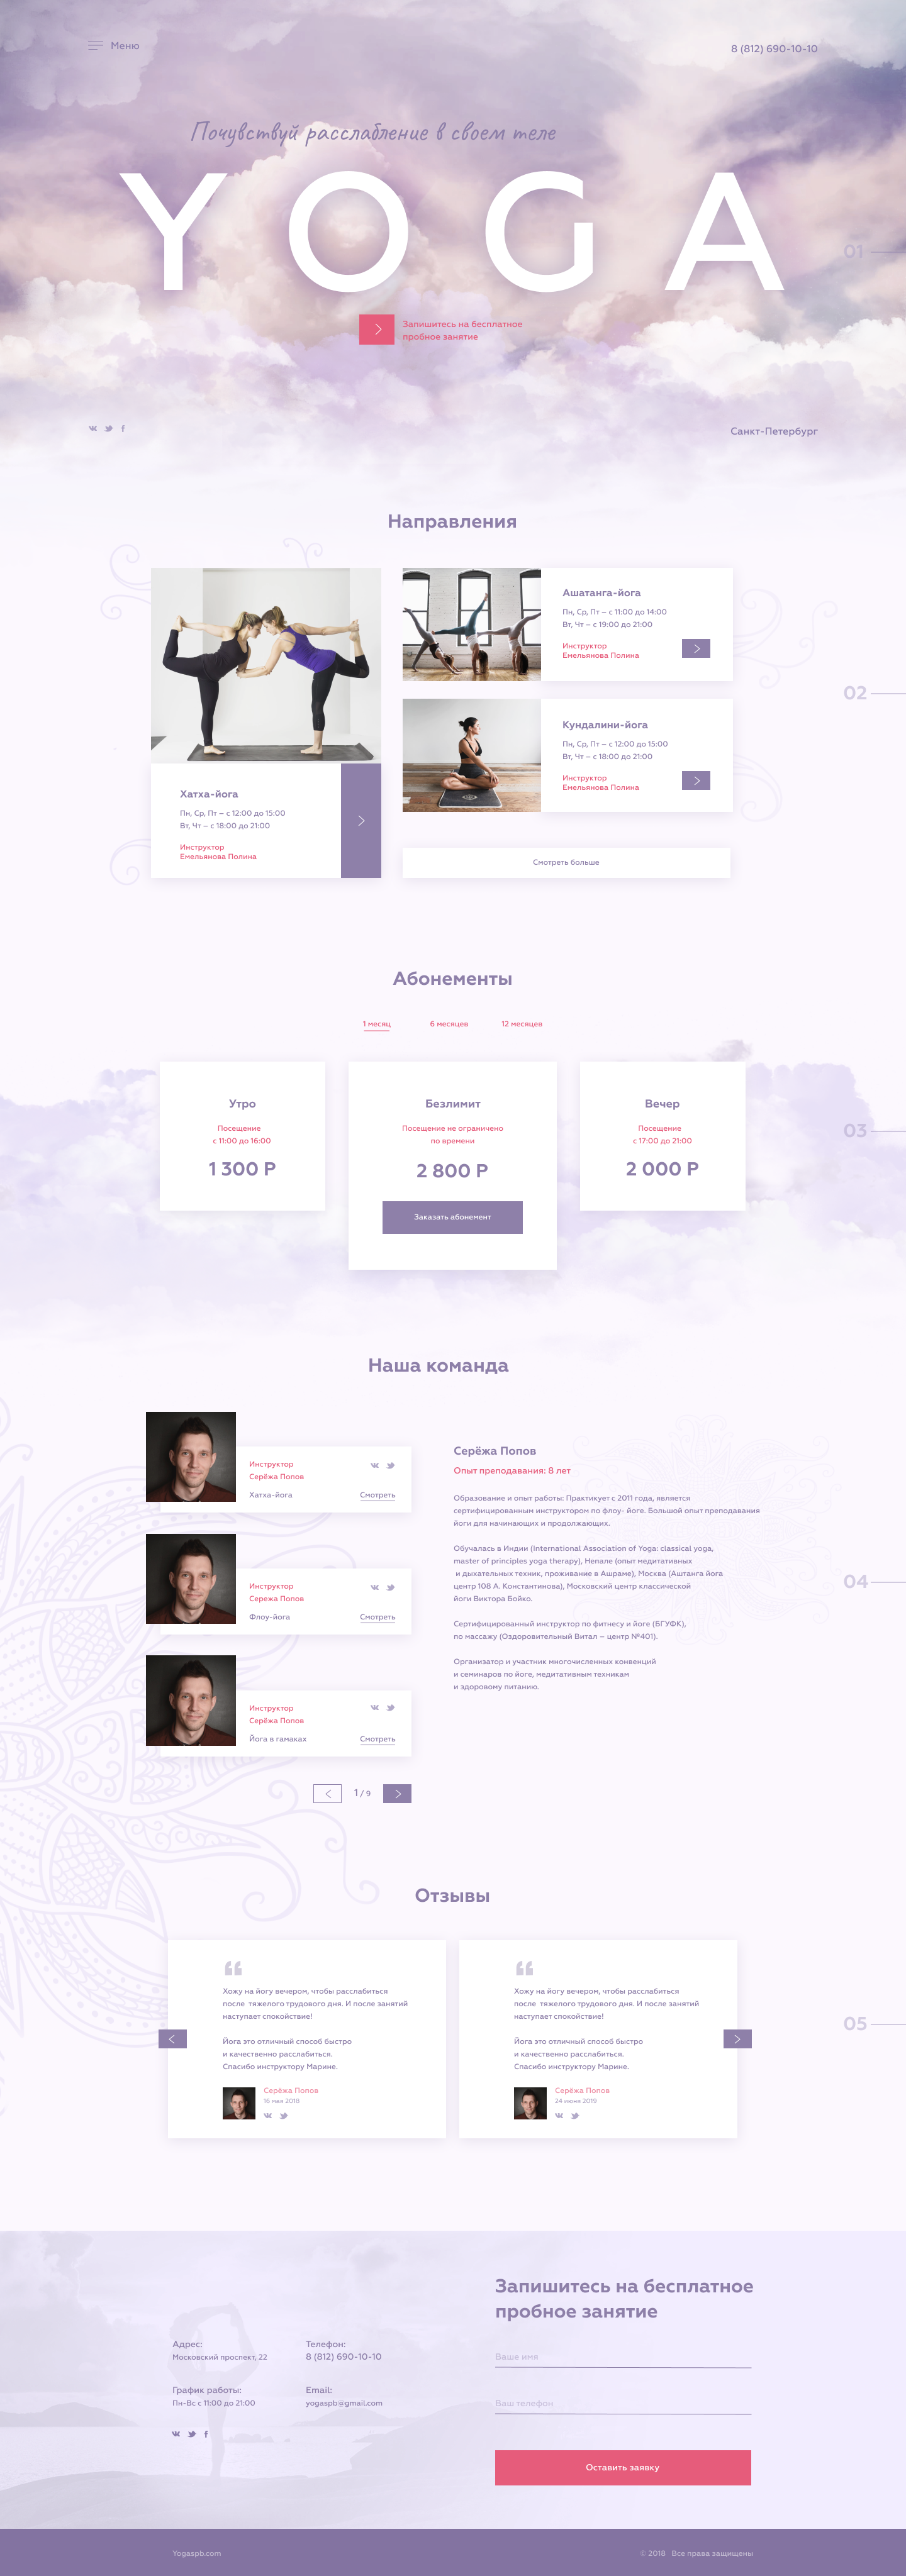 Меню
8 (812) 690-10-10
Почувствуй расслабление в своем теле
YOGA
01
Запишитесь на бесплатное
пробное занятие
Санкт-Петербург
Направления
Хатха-йога
Пн, Ср, Пт – с 12:00 до 15:00
Вт, Чт – с 18:00 до 21:00
Инструктор
Емельянова Полина
Ашатанга-йога
Пн, Ср, Пт – с 11:00 до 14:00
Вт, Чт – с 19:00 до 21:00
Инструктор
Емельянова Полина
02
Кундалини-йога
Пн, Ср, Пт – с 12:00 до 15:00
Вт, Чт – с 18:00 до 21:00
Инструктор
Емельянова Полина
Смотреть больше
Абонементы
1 месяц
6 месяцев
12 месяцев
Утро
Посещение
с 11:00 до 16:00
1 300 Р
Безлимит
Посещение не ограничено
по времени
2 800 Р
Заказать абонемент
Вечер
Посещение
с 17:00 до 21:00
2 000 Р
03
Наша команда
Инструктор
Серёжа Попов
Хатха-йога
Смотреть
Инструктор
Сережа Попов
Флоу-йога
Смотреть
Инструктор
Серёжа Попов
Йога в гамаках
Смотреть
1 / 9
Серёжа Попов
Опыт преподавания: 8 лет
Образование и опыт работы: Практикует с 2011 года, является
сертифицированным инструктором по флоу- йоге. Большой опыт преподавания
йоги для начинающих и продолжающих.
Обучалась в Индии (International Association of Yoga: classical yoga,
master of principles yoga therapy), Непале (опыт медитативных
и дыхательных техник, проживание в Ашраме), Москва (Аштанга йога
центр 108 А. Константинова), Московский центр классической
йоги Виктора Бойко.
Сертифицированный инструктор по фитнесу и йоге (БГУФК),
по массажу (Оздоровительный Витал – центр №401).
Организатор и участник многочисленных конвенций
и семинаров по йоге, медитативным техникам
и здоровому питанию.
04
Отзывы
Хожу на йогу вечером, чтобы расслабиться
после тяжелого трудового дня. И после занятий
наступает спокойствие!
Йога это отличный способ быстро
и качественно расслабиться.
Спасибо инструктору Марине.
Серёжа Попов
16 мая 2018
Хожу на йогу вечером, чтобы расслабиться
после тяжелого трудового дня. И после занятий
наступает спокойствие!
Йога это отличный способ быстро
и качественно расслабиться.
Спасибо инструктору Марине.
Серёжа Попов
24 июня 2019
05
Адрес:
Московский проспект, 22
Телефон:
8 (812) 690-10-10
График работы:
Пн-Вс с 11:00 до 21:00
Email:
yogaspb@gmail.com
Запишитесь на бесплатное
пробное занятие
Ваше имя
Ваш телефон
Оставить заявку
Yogaspb.com
© 2018 Все права защищены